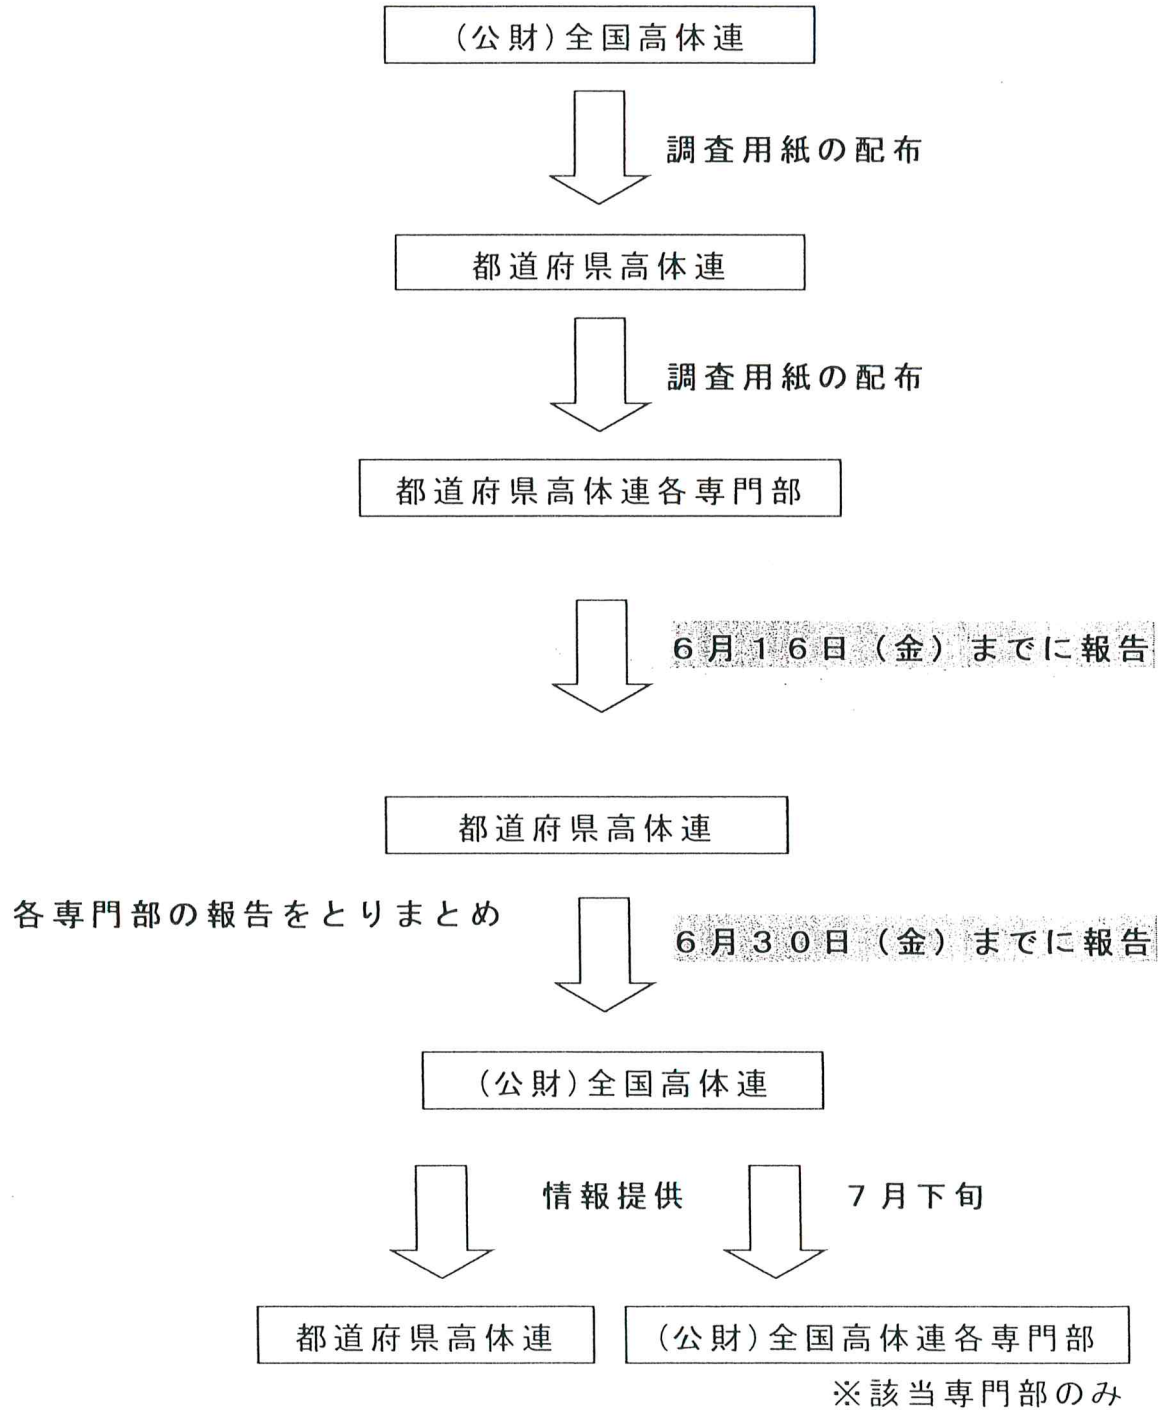 (公財)全国高体連
調査用紙の配布
都道府県高体連
調査用紙の配布
都道府県高体連各専門部
6月16日(金)までに報告
都道府県高体連
各専門部の報告をとりまとめ
6月30日(金)までに報告
(公財)全国高体連
情報提供
7月下旬
都道府県高体連
(公財)全国高体連各専門部
※該当専門部のみ